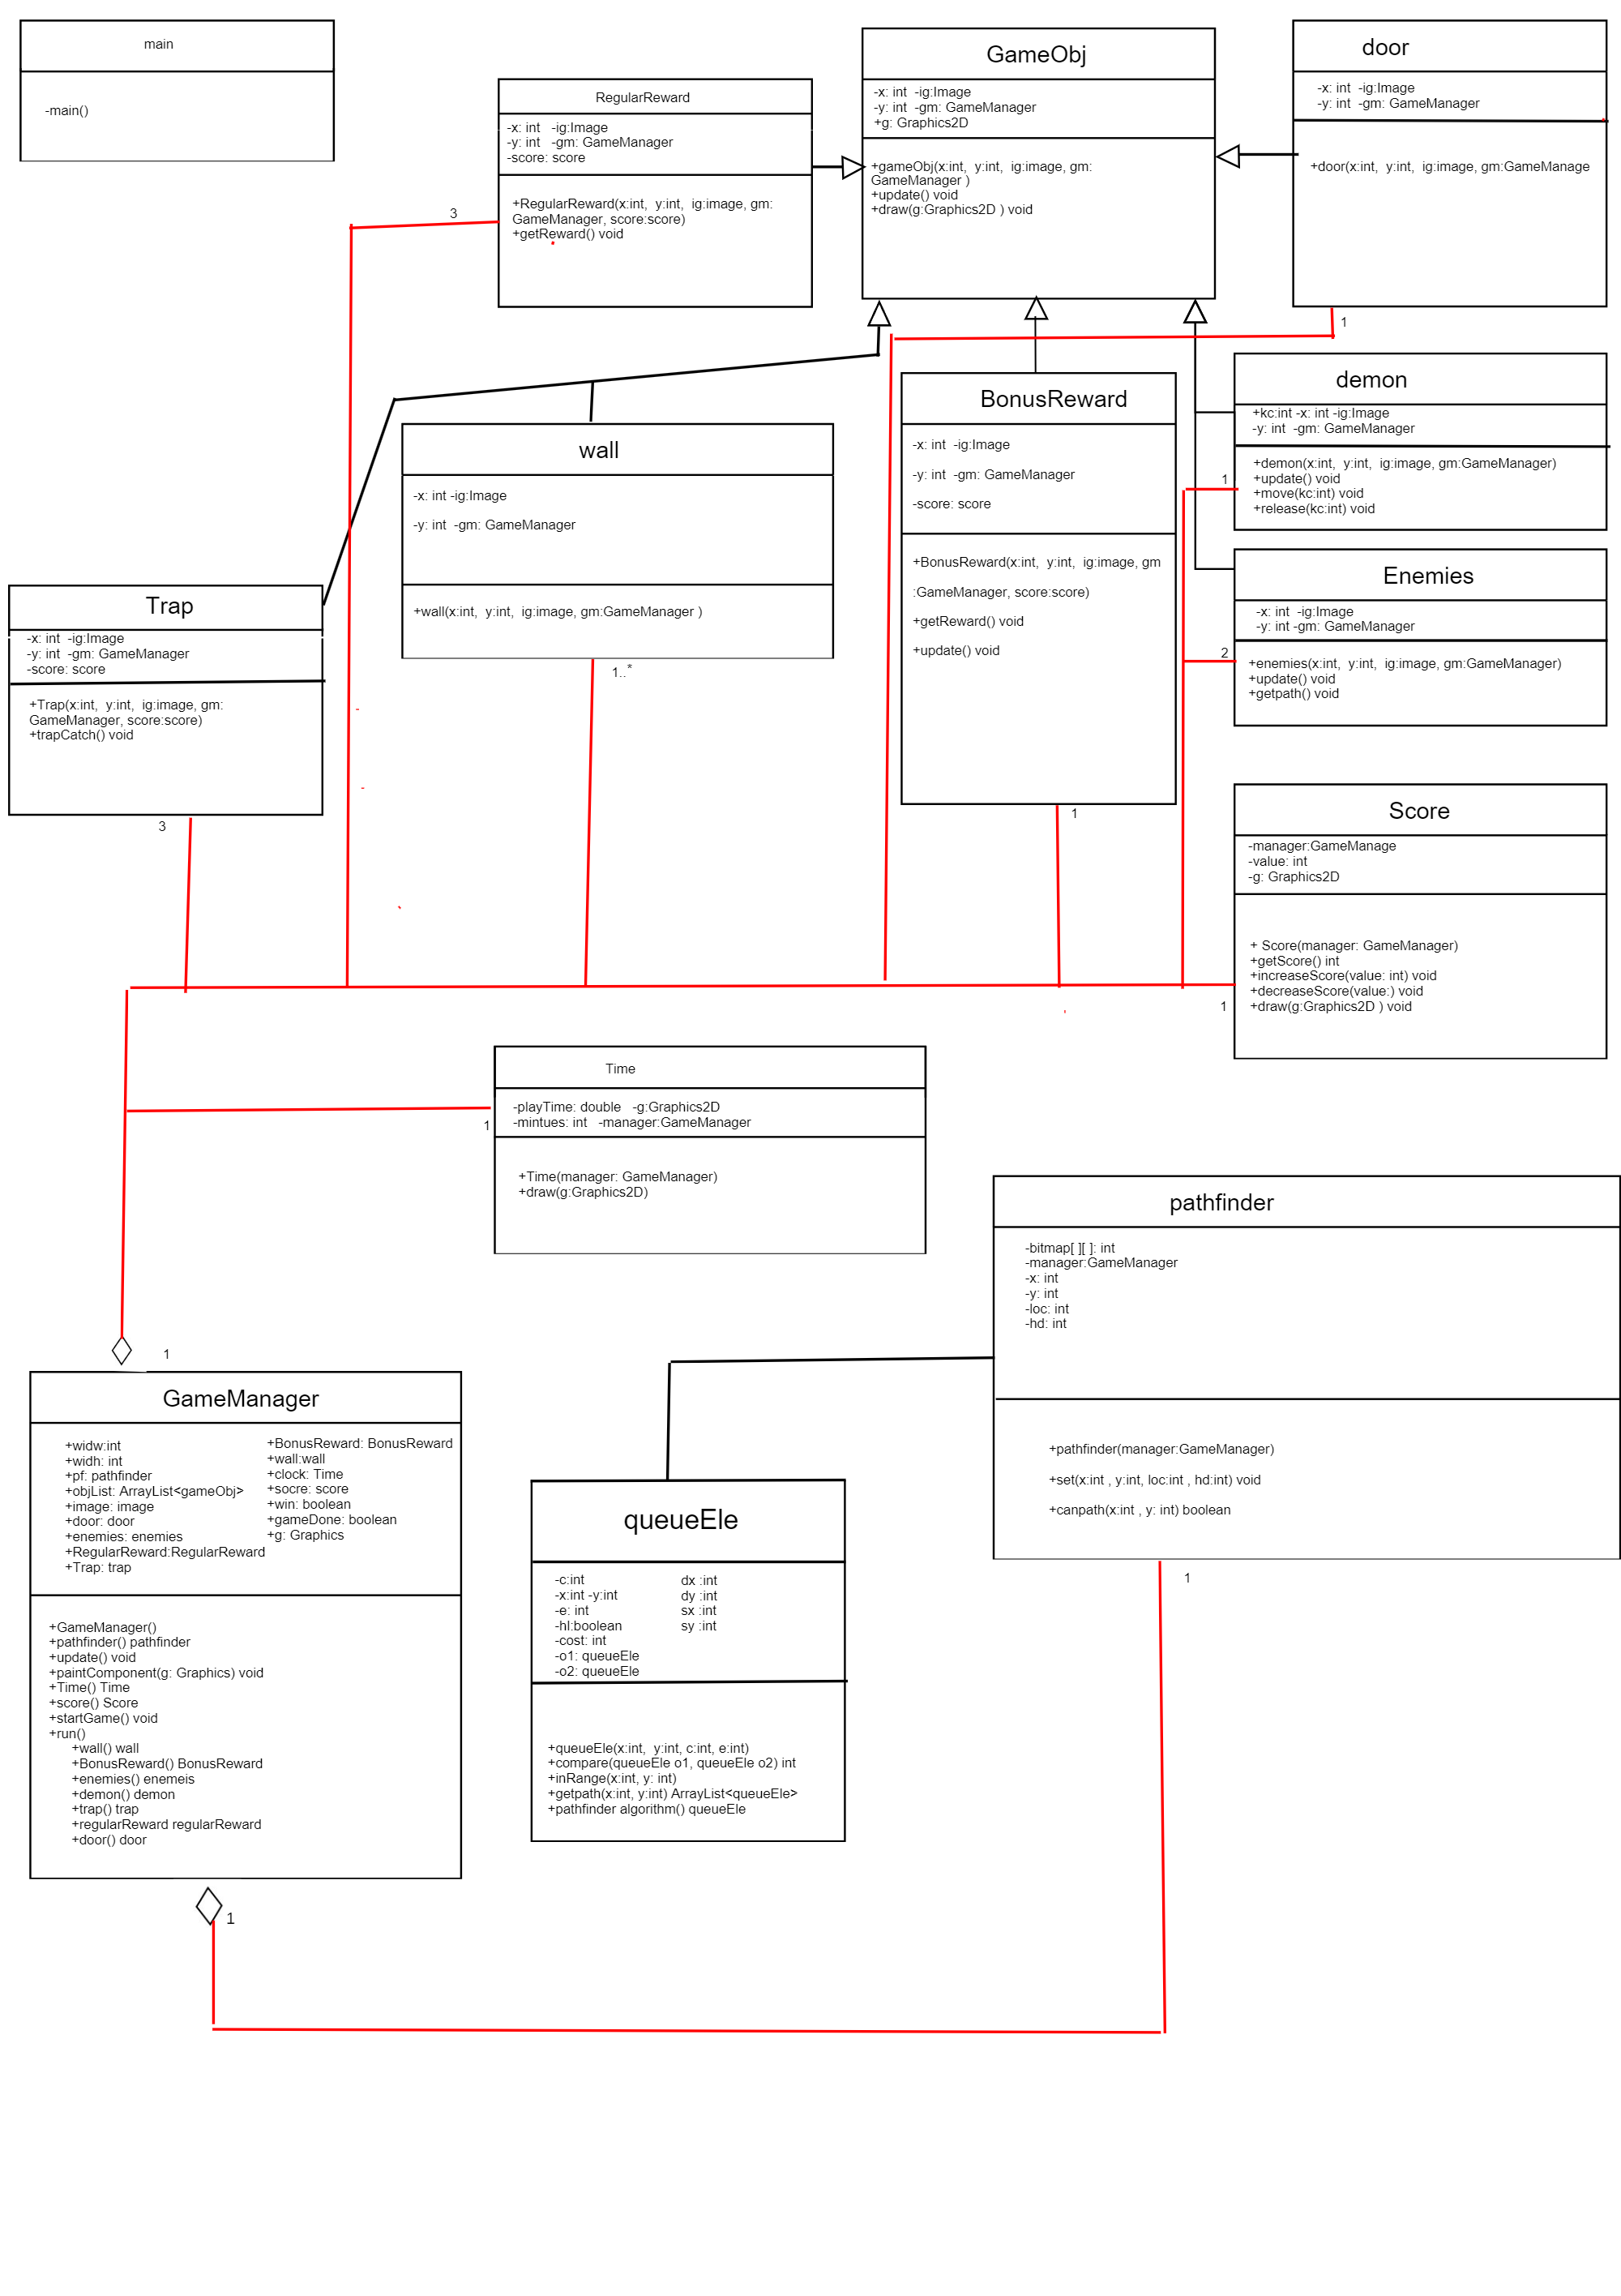 main
-main()
RegularReward
-x: int   -ig:Image
-y: int   -gm: GameManager
-score: score
+RegularReward(x:int,  y:int,  ig:image, gm:
GameManager, score:score)
+getReward() void
3
GameObj
-x: int  -ig:Image
-y: int  -gm: GameManager
+g: Graphics2D
+gameObj(x:int,  y:int,  ig:image, gm:
GameManager )
+update() void
+draw(g:Graphics2D ) void
door
-x: int  -ig:Image
-y: int  -gm: GameManager
+door(x:int,  y:int,  ig:image, gm:GameManage
1
demon
+kc:int -x: int -ig:Image
-y: int  -gm: GameManager
+demon(x:int,  y:int,  ig:image, gm:GameManager)
+update() void
+move(kc:int) void
+release(kc:int) void
1
BonusReward
-x: int  -ig:Image
-y: int  -gm: GameManager
-score: score
+BonusReward(x:int,  y:int,  ig:image, gm
:GameManager, score:score)
+getReward() void
+update() void
1
wall
-x: int -ig:Image
-y: int  -gm: GameManager
+wall(x:int,  y:int,  ig:image, gm:GameManager )
1..*
Enemies
-x: int  -ig:Image
-y: int -gm: GameManager
+enemies(x:int,  y:int,  ig:image, gm:GameManager)
+update() void
+getpath() void
2
Trap
-x: int  -ig:Image
-y: int  -gm: GameManager
-score: score
+Trap(x:int,  y:int,  ig:image, gm:
GameManager, score:score)
+trapCatch() void
3
Score
-manager:GameManage
-value: int
-g: Graphics2D
+ Score(manager: GameManager)
+getScore() int
+increaseScore(value: int) void
+decreaseScore(value:) void
+draw(g:Graphics2D ) void
1
Time
-playTime: double   -g:Graphics2D
-mintues: int   -manager:GameManager
+Time(manager: GameManager)
+draw(g:Graphics2D)
1
pathfinder
-bitmap[ ][ ]: int
-manager:GameManager
-x: int
-y: int
-loc: int
-hd: int
+pathfinder(manager:GameManager)
+set(x:int , y:int, loc:int , hd:int) void
+canpath(x:int , y: int) boolean
1
1
GameManager
+widw:int
+widh: int
+pf: pathfinder
+objList: ArrayList<gameObj>
+image: image
+door: door
+enemies: enemies
+RegularReward:RegularReward
+Trap: trap
+BonusReward: BonusReward
+wall:wall
+clock: Time
+socre: score
+win: boolean
+gameDone: boolean
+g: Graphics
+GameManager()
+pathfinder() pathfinder
+update() void
+paintComponent(g: Graphics) void
+Time() Time
+score() Score
+startGame() void
+run()
+wall() wall
+BonusReward() BonusReward
+enemies() enemeis
+demon() demon
+trap() trap
+regularReward regularReward
+door() door
1
queueEle
-c:int
-x:int -y:int
-e: int
-hl:boolean
-cost: int
-o1: queueEle
-o2: queueEle
dx :int
dy :int
sx :int
sy :int
+queueEle(x:int,  y:int, c:int, e:int)
+compare(queueEle o1, queueEle o2) int
+inRange(x:int, y: int)
+getpath(x:int, y:int) ArrayList<queueEle>
+pathfinder algorithm() queueEle